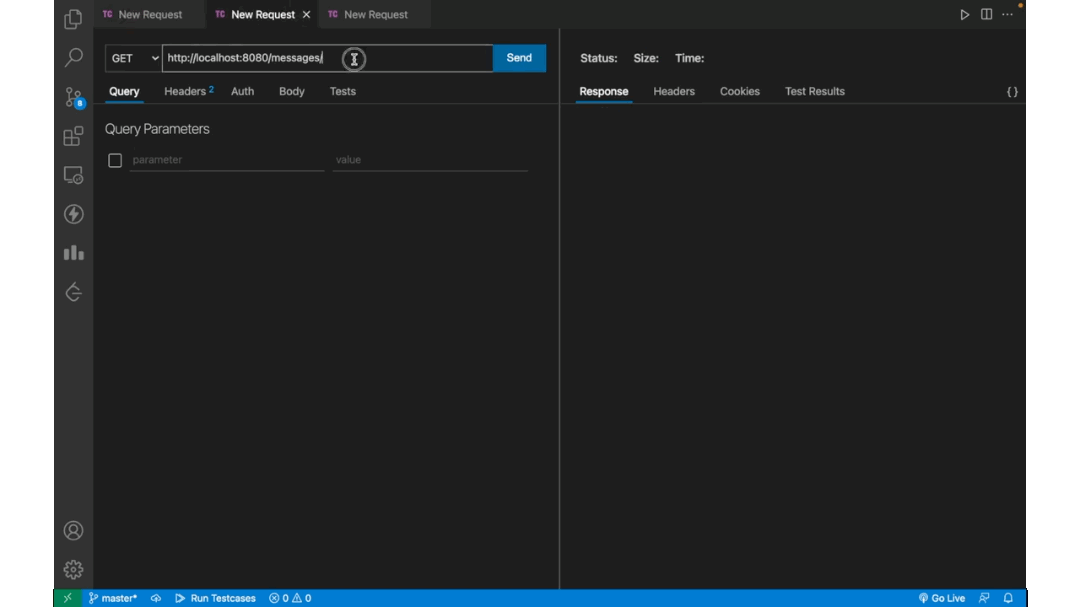 TC New Request TC New Request × TC New Request
GET http://localhost:8080/messages/ Send Status: Size: Time:
Query Headers 2 Auth Body Tests Response Headers Cookies Test Results {}
Query Parameters
parameter value
8
master* Run Testcases 0 0 Go Live